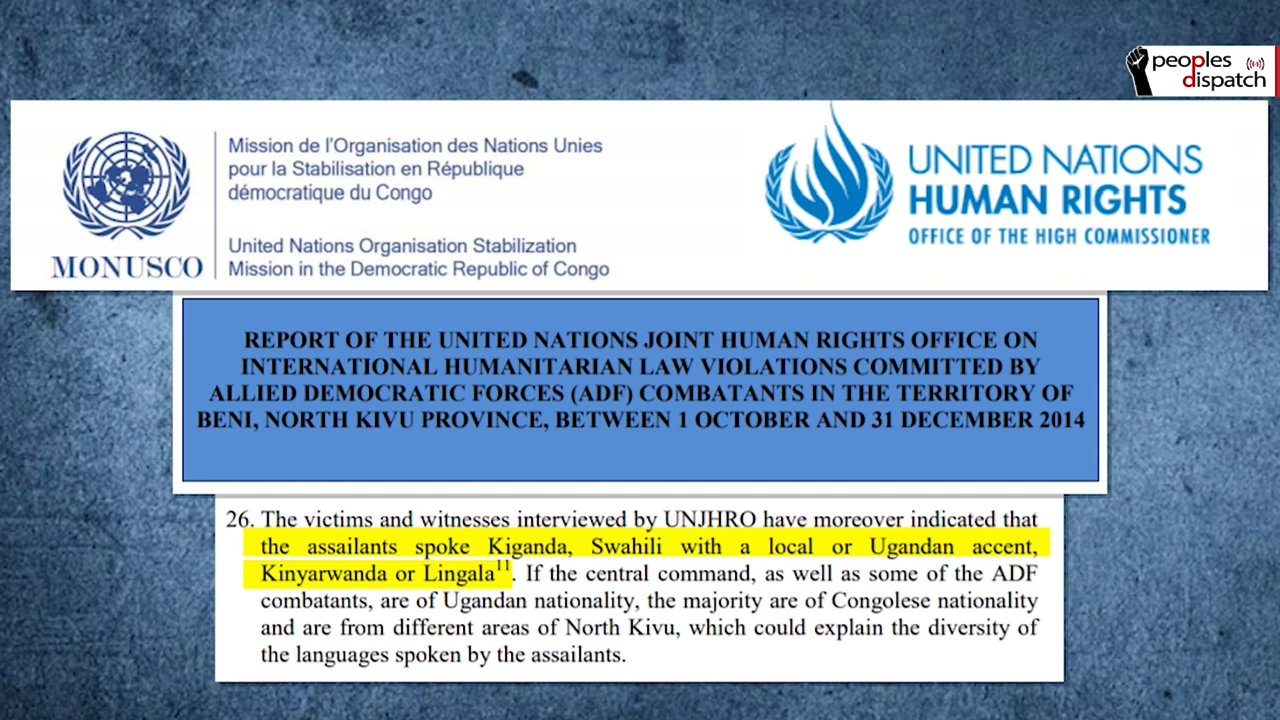 peoples
dispatch
MONUSCO
Mission de l'Organisation des Nations Unies
pour la Stabilisation en République
démocratique du Congo
United Nations Organisation Stabilization
Mission in the Democratic Republic of Congo
UNITED NATIONS
HUMAN RIGHTS
OFFICE OF THE HIGH COMMISSIONER
REPORT OF THE UNITED NATIONS JOINT HUMAN RIGHTS OFFICE ON
INTERNATIONAL HUMANITARIAN LAW VIOLATIONS COMMITTED BY
ALLIED DEMOCRATIC FORCES (ADF) COMBATANTS IN THE TERRITORY OF
BENI, NORTH KIVU PROVINCE, BETWEEN 1 OCTOBER AND 31 DECEMBER 2014
26. The victims and witnesses interviewed by UNJHRO have moreover indicated that
the assailants spoke Kiganda, Swahili with a local or Ugandan accent,
Kinyarwanda or Lingala¹¹. If the central command, as well as some of the ADF
combatants, are of Ugandan nationality, the majority are of Congolese nationality
and are from different areas of North Kivu, which could explain the diversity of
the languages spoken by the assailants.